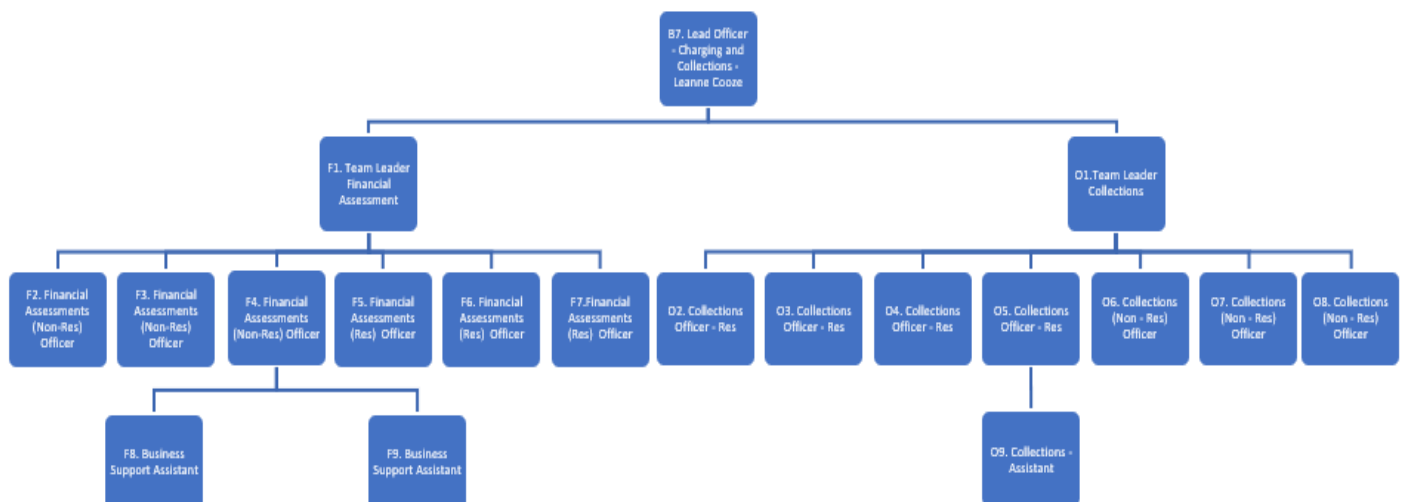 B7. Lead Officer
- Charging and
Collections -
Leanne Cooze
F1. Team Leader
Financial
Assessment
O1.Team Leader
Collections
F2. Financial
Assessments
(Non-Res)
Officer
F3. Financial
Assessments
(Non-Res)
Officer
F4. Financial
Assessments
(Non-Res) Officer
F5. Financial
Assessments
(Res) Officer
F6. Financial
Assessments
(Res) Officer
F7.Financial
Assessments
(Res) Officer
O2. Collections
Officer - Res
O3. Collections
Officer - Res
O4. Collections
Officer - Res
O5. Collections
Officer - Res
O6. Collections
(Non - Res)
Officer
O7. Collections
(Non - Res)
Officer
O8. Collections
(Non - Res)
Officer
F8. Business
Support Assistant
F9. Business
Support Assistant
O9. Collections -
Assistant